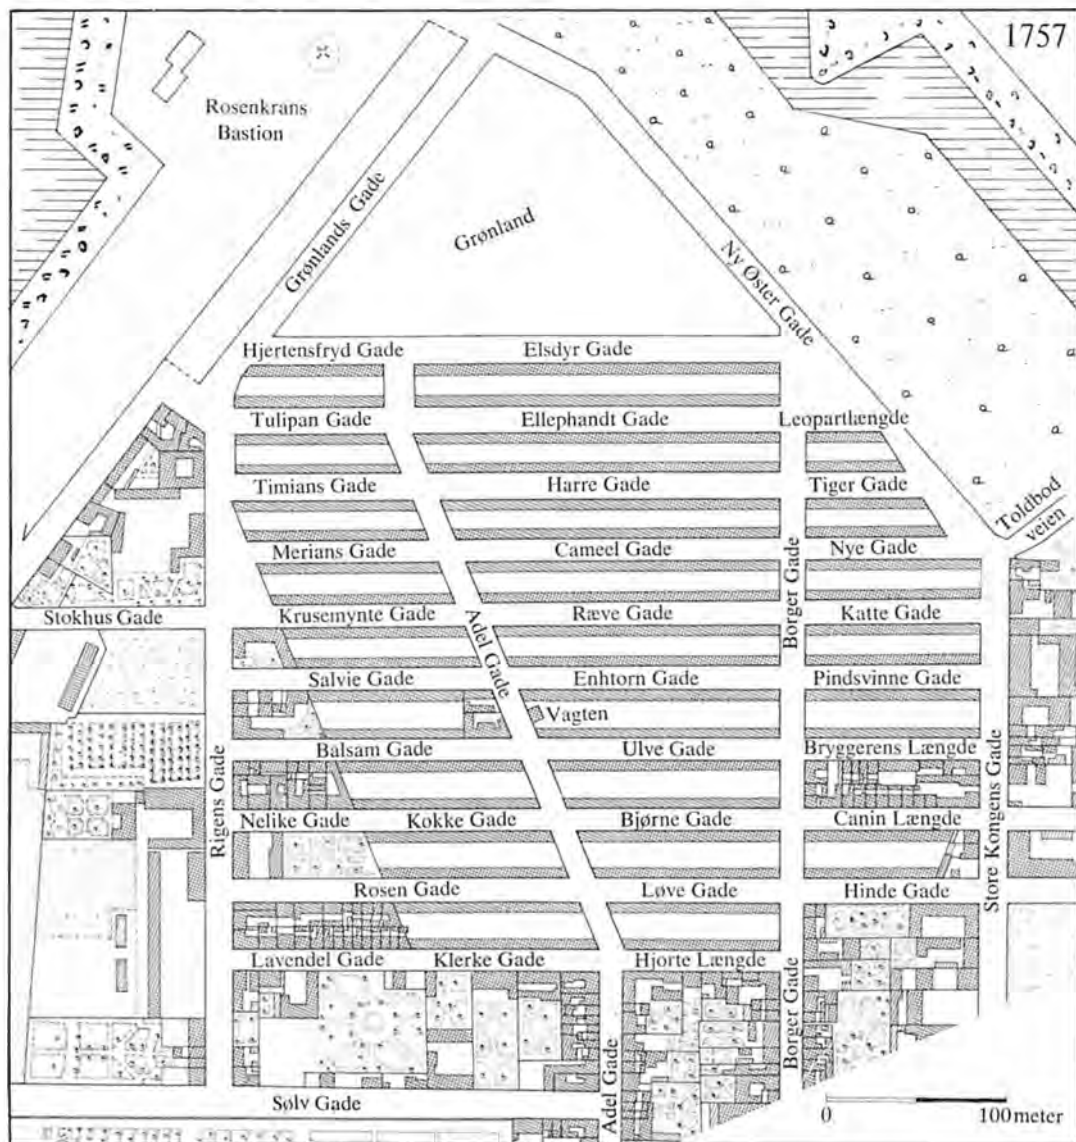 1757
Rosenkrans
Bastion
Grønlands Gade
Grønland
Ny Øster Gade
Hjertensfryd Gade
Elsdyr Gade
Tulipan Gade
Ellephandt Gade
Leopartlængde
Timians Gade
Harre Gade
Tiger Gade
Toldbod
veien
Merians Gade
Cameel Gade
Nye Gade
Borger Gade
Stokhus Gade
Krusemynte Gade
Ræve Gade
Katte Gade
Adel Gade
Salvie Gade
Enhtorn Gade
Pindsvinne Gade
Vagten
Balsam Gade
Ulve Gade
Bryggerens Længde
Rigens Gade
Nelike Gade
Kokke Gade
Bjørne Gade
Canin Længde
Store Kongens Gade
Rosen Gade
Løve Gade
Hinde Gade
Lavendel Gade
Klerke Gade
Hjorte Længde
Borger Gade
Adel Gade
Sølv Gade
0 100 meter